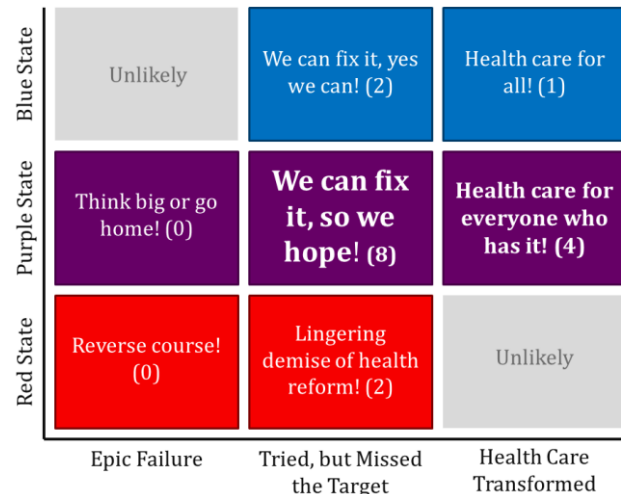 Blue State
Unlikely
We can fix it, yes
we can! (2)
Health care for
all! (1)
Purple State
Think big or go
home! (0)
We can fix
it, so we
hope! (8)
Health care for
everyone who
has it! (4)
Red State
Reverse course!
(0)
Lingering
demise of health
reform! (2)
Unlikely
Epic Failure
Tried, but Missed
the Target
Health Care
Transformed